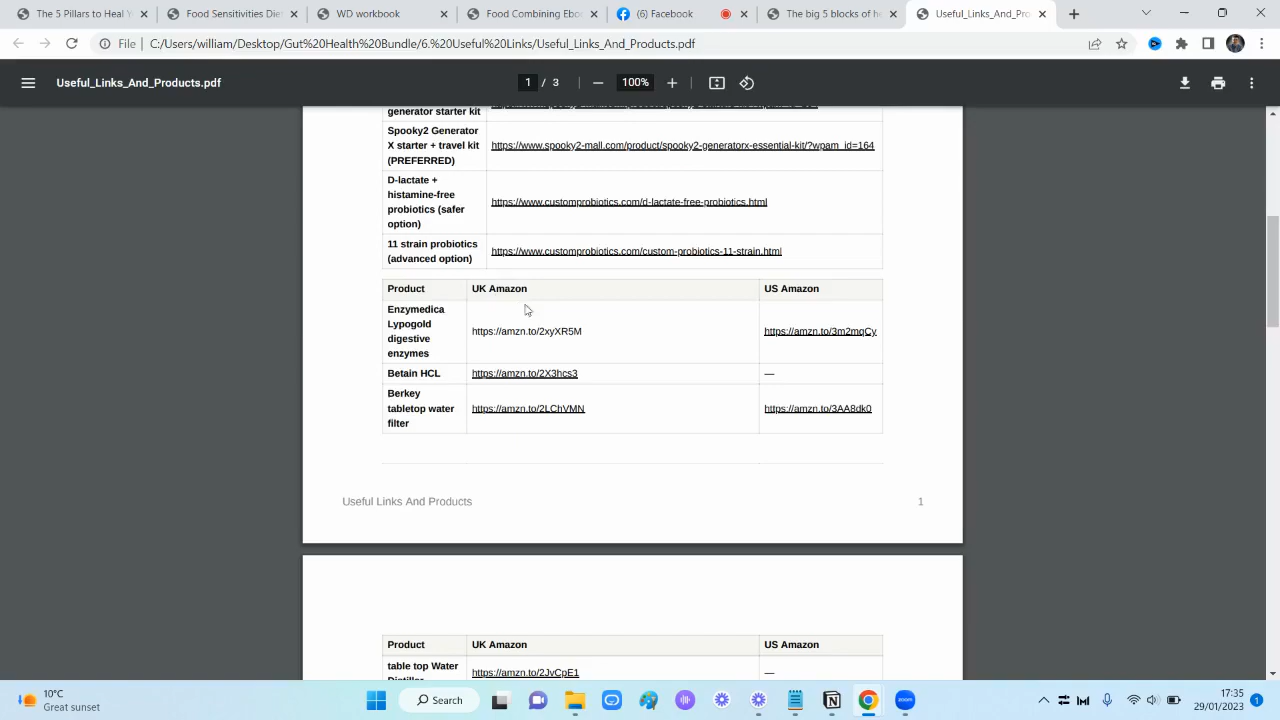 The 5 Pillars to Heal Y
Food Sensitivities Die
WD workbook
Food Combining Eboo
(6) Facebook
The big 5 blocks of he
Useful_Links_And_Pro
File
C:/Users/william/Desktop/Gut%20Health%20Bundle/6.%20Useful%20Links/Useful_Links_And_Products.pdf
Useful_Links_And_Products.pdf
1 / 3
100%
generator starter kit
Spooky2 Generator
X starter + travel kit
(PREFERRED)
https://www.spooky2-mall.com/product/spooky2-generatorx-essential-kit/?wpam_id=164
D-lactate +
histamine-free
probiotics (safer
option)
https://www.customprobiotics.com/d-lactate-free-probiotics.html
11 strain probiotics
(advanced option)
https://www.customprobiotics.com/custom-probiotics-11-strain.html
Product UK Amazon US Amazon
Enzymedica
Lypogold
digestive
enzymes
https://amzn.to/2xyXR5M https://amzn.to/3m2mqCy
Betain HCL https://amzn.to/2X3hcs3 —
Berkey
tabletop water
filter
https://amzn.to/2LChVMN https://amzn.to/3AA8dk0
Useful Links And Products 1
Product UK Amazon US Amazon
table top Water
https://amzn.to/2JvCpE1 —
10°C
Great sun
Search
17:35
29/01/2023